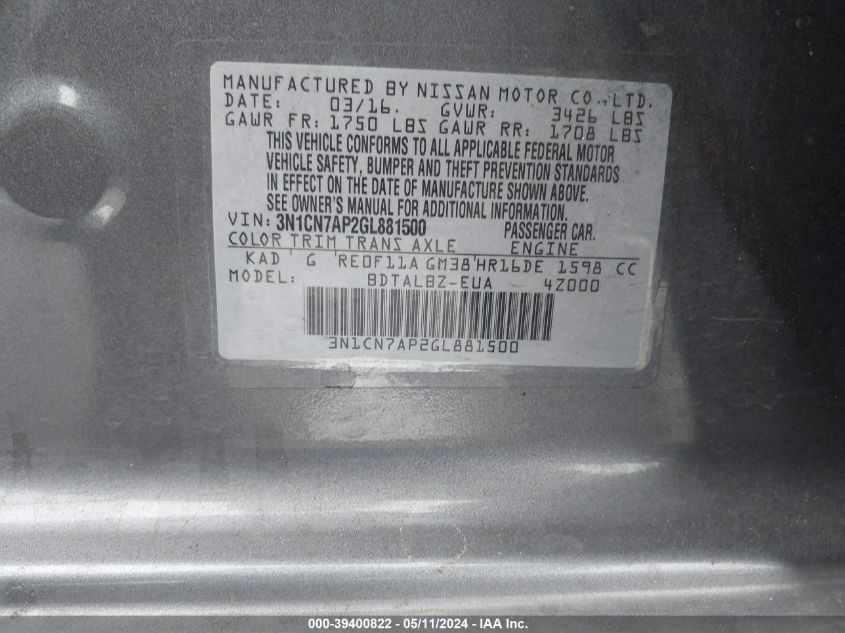 MANUFACTURED BY NISSAN MOTOR CO., LTD.
DATE: 03/16. GVWR: 3426 LBS
GAWR FR: 1750 LBS GAWR RR: 1708 LBS
THIS VEHICLE CONFORMS TO ALL APPLICABLE FEDERAL MOTOR
VEHICLE SAFETY, BUMPER AND THEFT PREVENTION STANDARDS
IN EFFECT ON THE DATE OF MANUFACTURE SHOWN ABOVE.
SEE OWNER'S MANUAL FOR ADDITIONAL INFORMATION.
VIN: 3N1CN7AP2GL881500 PASSENGER CAR.
COLOR TRIM TRANS AXLE ENGINE
KAD G RE0F11A GM38 HR16DE 1598 CC
MODEL: BDTALBZ-EUA 4Z000
3N1CN7AP2GL881500
000-39400822 - 05/11/2024 - IAA Inc.